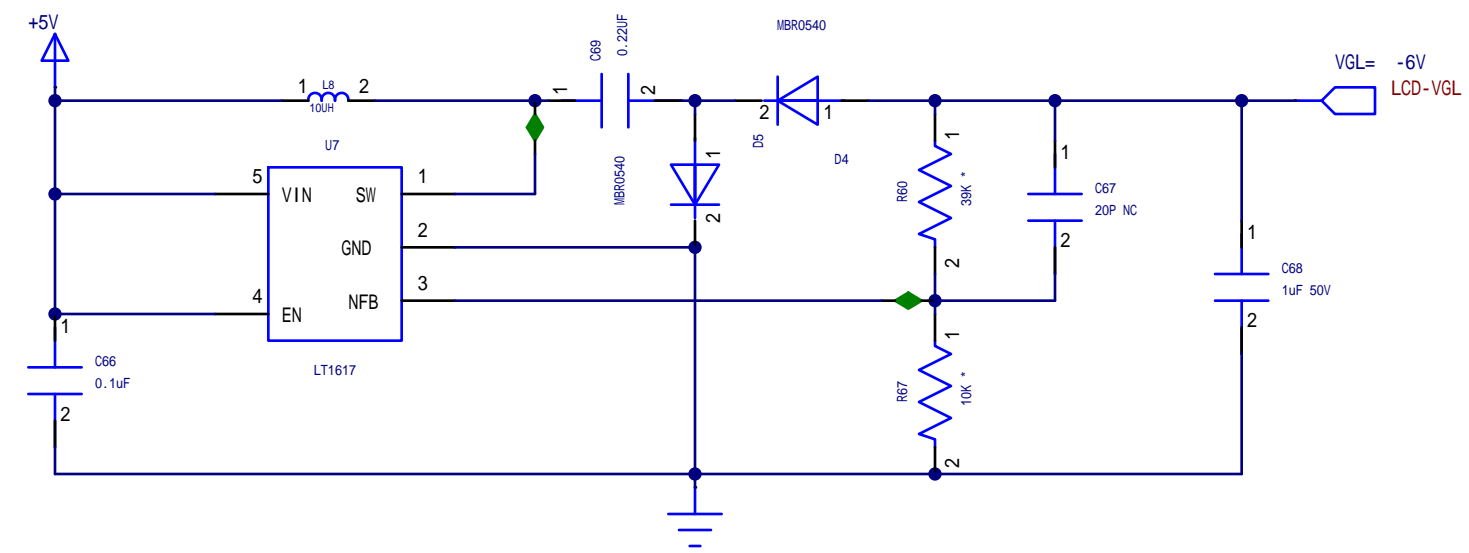 +5V
C69
0.22UF
MBR0540
VGL= -6V
LCD-VGL
1 L8 2
10UH
1
2
2
1
D5
D4
U7
MBR0540
1
2
5 VIN
SW 1
GND 2
NFB 3
4 EN
LT1617
1
R60
39K *
2
1
C67
20P NC
2
1
C68
1uF 50V
2
1
C66
0.1uF
2
1
R67
10K *
2